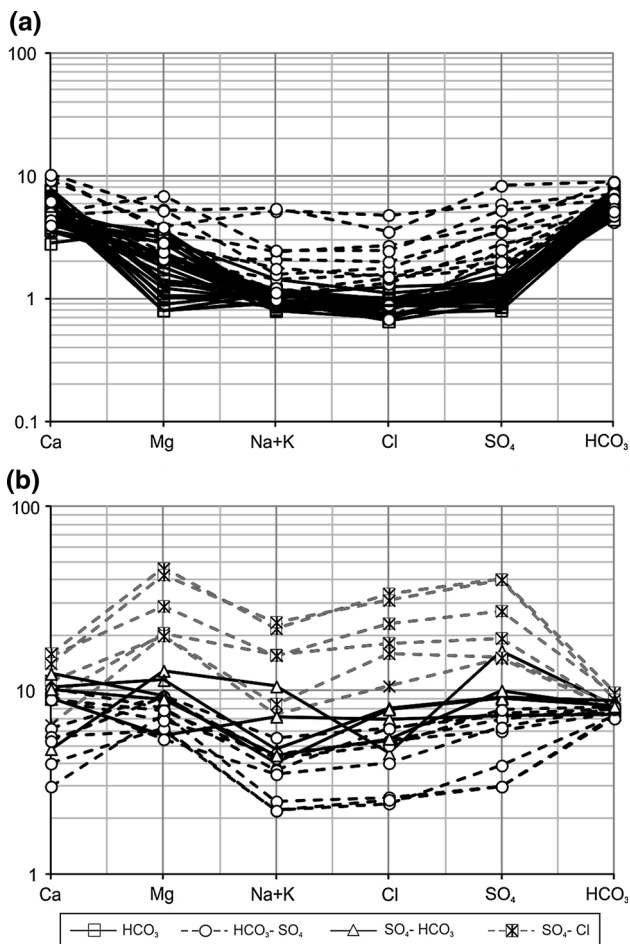 (a)
100
10
1
0.1
Ca Mg Na+K Cl SO₄ HCO₃
(b)
100
10
1
Ca Mg Na+K Cl SO₄ HCO₃
HCO₃ HCO₃- SO₄ SO₄- HCO₃ SO₄- Cl